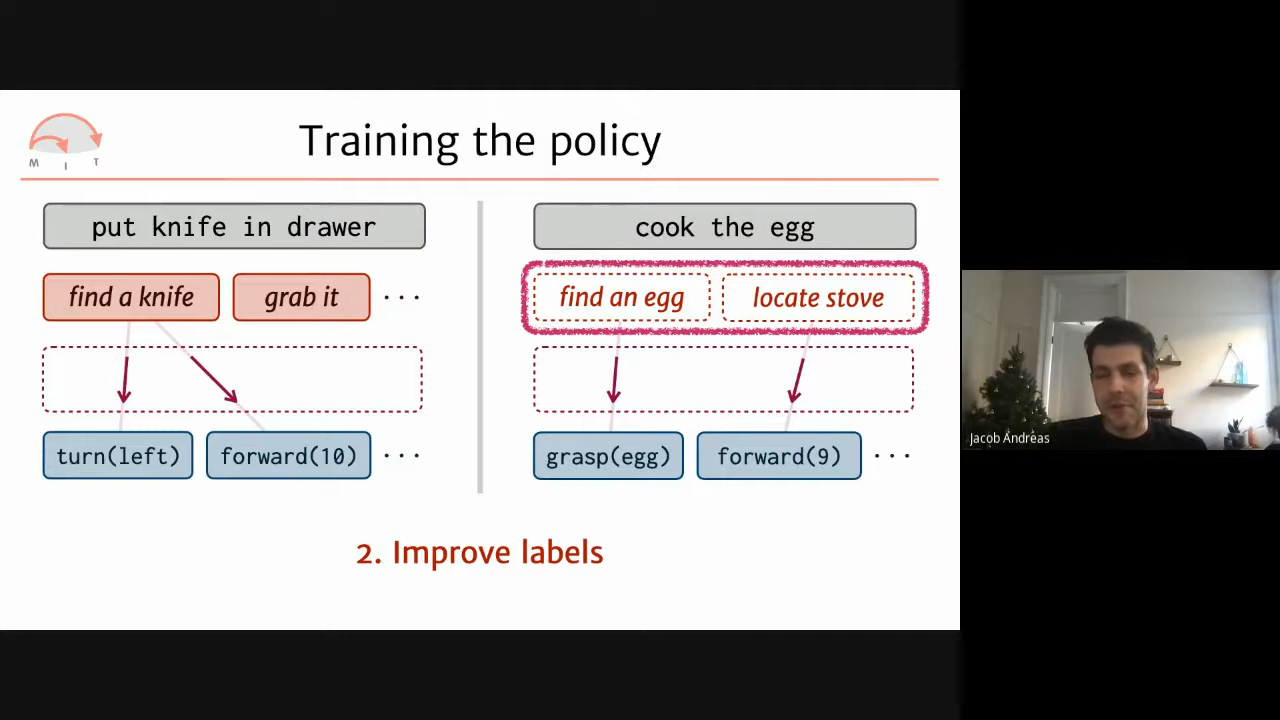 Training the policy
M I T
put knife in drawer
cook the egg
find a knife
grab it
...
find an egg
locate stove
turn(left)
forward(10)
...
grasp(egg)
forward(9)
...
2. Improve labels
Jacob Andreas